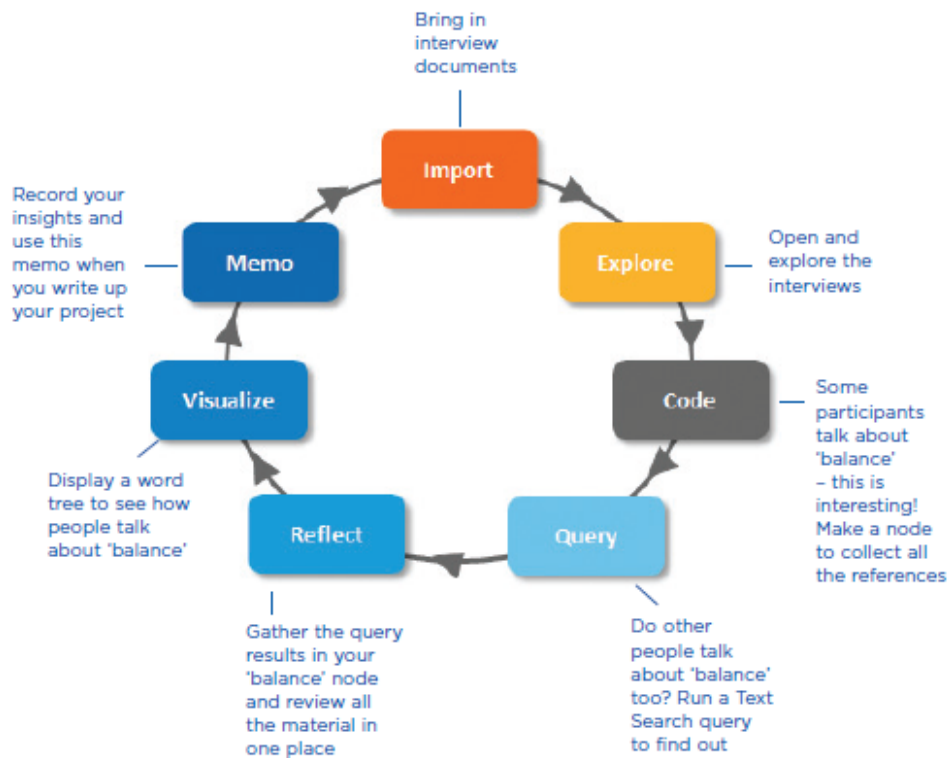 Bring in
interview
documents
Import
Explore
Open and
explore the
interviews
Code
Some
participants
talk about
‘balance’
– this is
interesting!
Make a node
to collect all
the references
Query
Do other
people talk
about ‘balance’
too? Run a Text
Search query
to find out
Reflect
Gather the query
results in your
‘balance’ node
and review all
the material in
one place
Visualize
Display a word
tree to see how
people talk
about ‘balance’
Memo
Record your
insights and
use this
memo when
you write up
your project